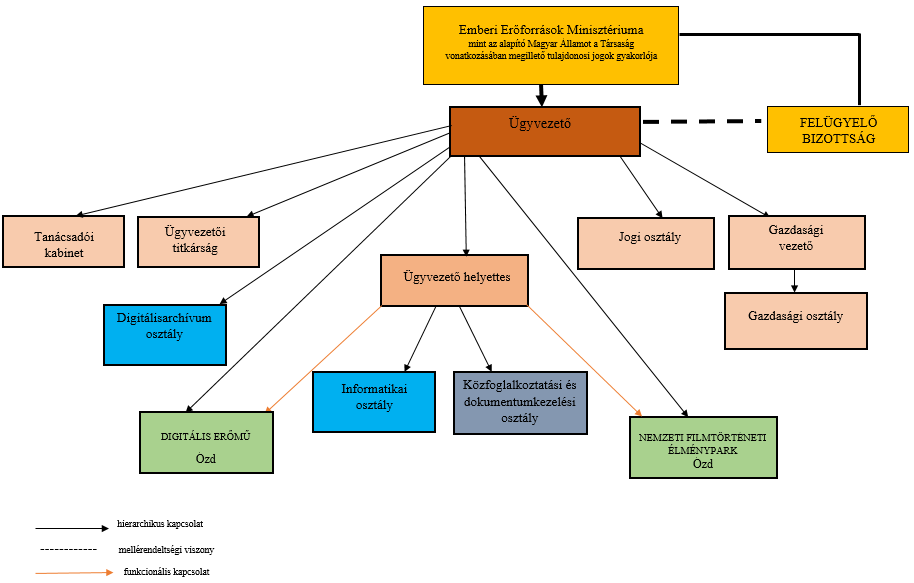 Emberi Erőforrások Minisztériuma
mint az alapító Magyar Államot a Társaság
vonatkozásában megillető tulajdonosi jogok gyakorlója
Ügyvezető
FELÜGYELŐ
BIZOTTSÁG
Tanácsadói
kabinet
Ügyvezetői
titkárság
Jogi osztály
Gazdasági
vezető
Ügyvezető helyettes
Digitálisarchívum
osztály
Gazdasági osztály
Informatikai
osztály
Közfoglalkoztatási és
dokumentumkezelési
osztály
DIGITÁLIS ERŐMŰ
Ózd
NEMZETI FILMTÖRTÉNETI
ÉLMÉNYPARK
Ózd
hierarchikus kapcsolat
mellérendeltségi viszony
funkcionális kapcsolat